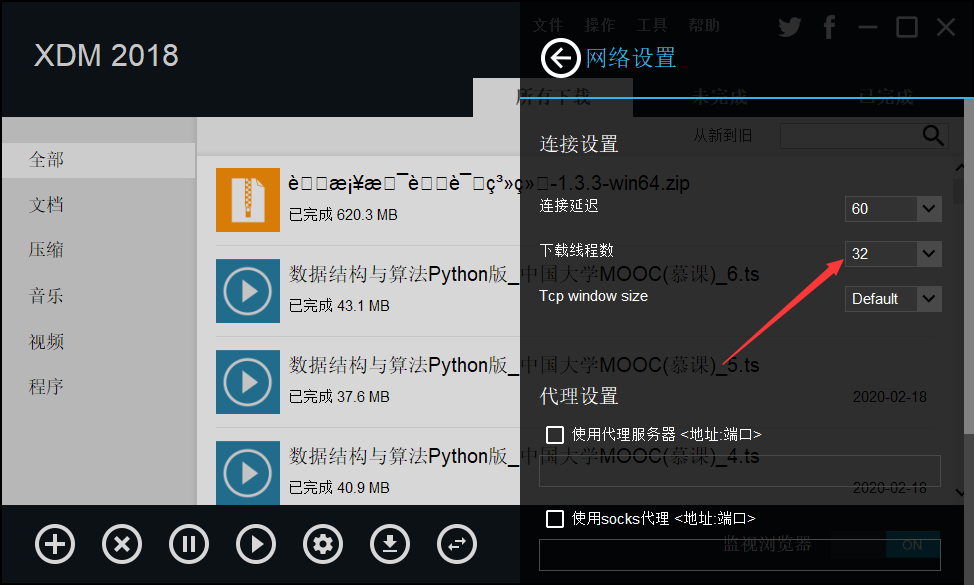 XDM 2018
文件 操作 工具 帮助
网络设置
所有下载 未完成 已完成
连接设置
从新到旧
全部
文档
压缩
音乐
视频
程序
-1.3.3-win64.zip
已完成 620.3 MB
连接延迟
60
下载线程数
32
数据结构与算法Python版_中国大学MOOC(慕课)_6.ts
已完成 43.1 MB
Tcp window size
Default
数据结构与算法Python版_中国大学MOOC(慕课)_5.ts
已完成 37.6 MB
2020-02-18
代理设置
使用代理服务器 <地址:端口>
数据结构与算法Python版_中国大学MOOC(慕课)_4.ts
已完成 40.9 MB
2020-02-18
使用socks代理 <地址:端口>
监视浏览器
ON